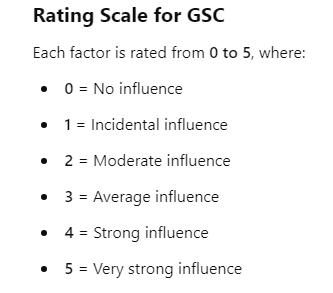 Rating Scale for GSC
Each factor is rated from 0 to 5, where:
• 0 = No influence
• 1 = Incidental influence
• 2 = Moderate influence
• 3 = Average influence
• 4 = Strong influence
• 5 = Very strong influence